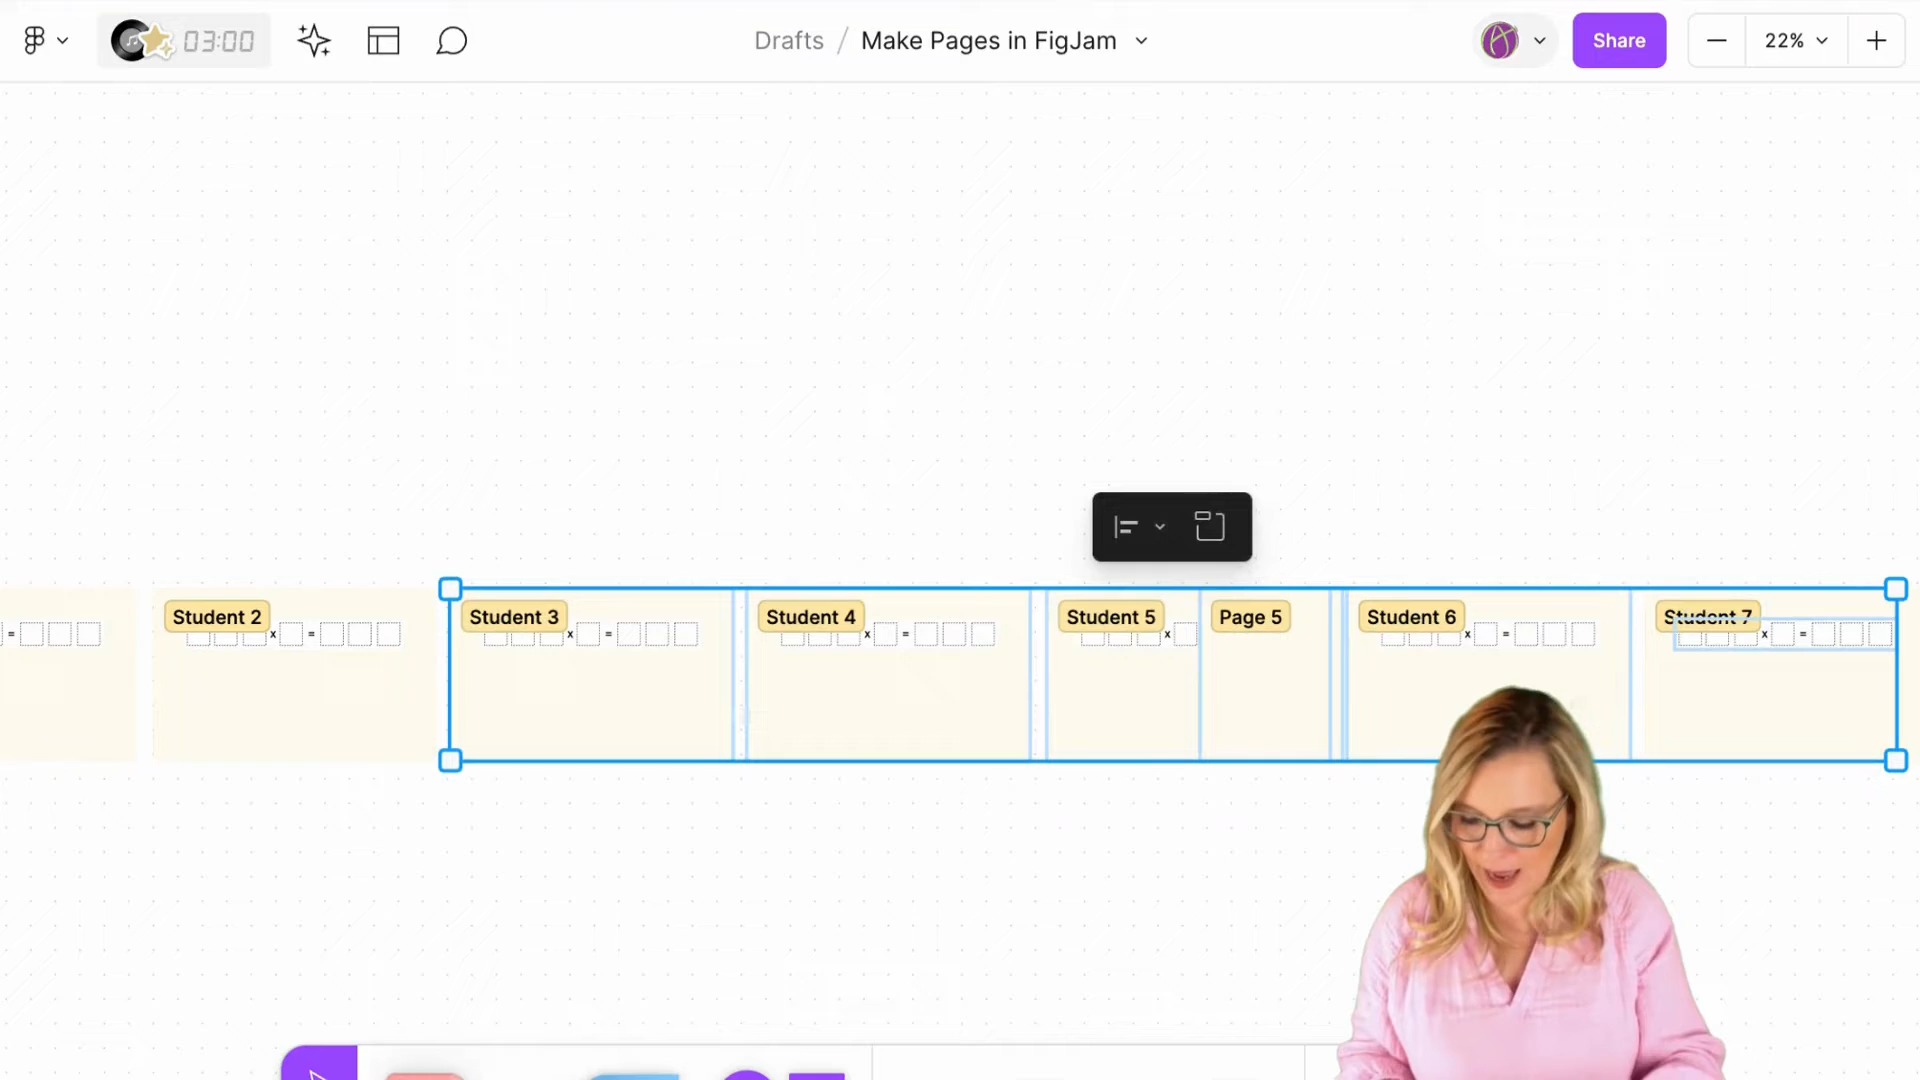 03:00
Drafts / Make Pages in FigJam
Share
22%
Student 2
Student 3
Student 4
Student 5
Page 5
Student 6
Student 7
=
x =
x =
x =
x
x =
x =